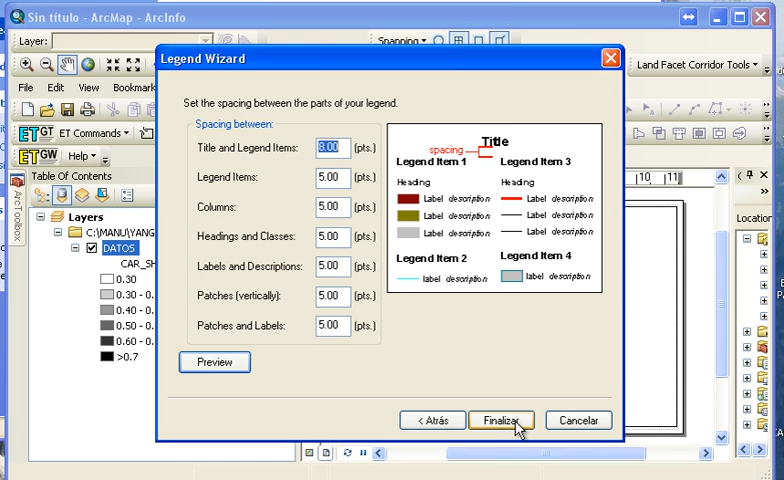 Sin título - ArcMap - ArcInfo
Layer:
Snapping
Legend Wizard
Land Facet Corridor Tools
File Edit View Bookmark
Set the spacing between the parts of your legend.
Spacing between:
Title and Legend Items: 8.00 (pts.)
Legend Items: 5.00 (pts.)
Columns: 5.00 (pts.)
Headings and Classes: 5.00 (pts.)
Labels and Descriptions: 5.00 (pts.)
Patches (vertically): 5.00 (pts.)
Patches and Labels: 5.00 (pts.)
Title
spacing
Legend Item 1 Legend Item 3
Heading Heading
Label description Label description
Label description Label description
Label description Label description
Legend Item 2 Legend Item 4
label description label description
Preview
< Atrás Finalizar Cancelar
ET GT ET Commands
ET GW Help
Table Of Contents
ArcToolbox
Layers
C:\MANU\YANG
DATOS
CAR_SH
0.30
0.30 - 0.
0.40 - 0.
0.50 - 0.
0.60 - 0.
>0.7
10 11
Location